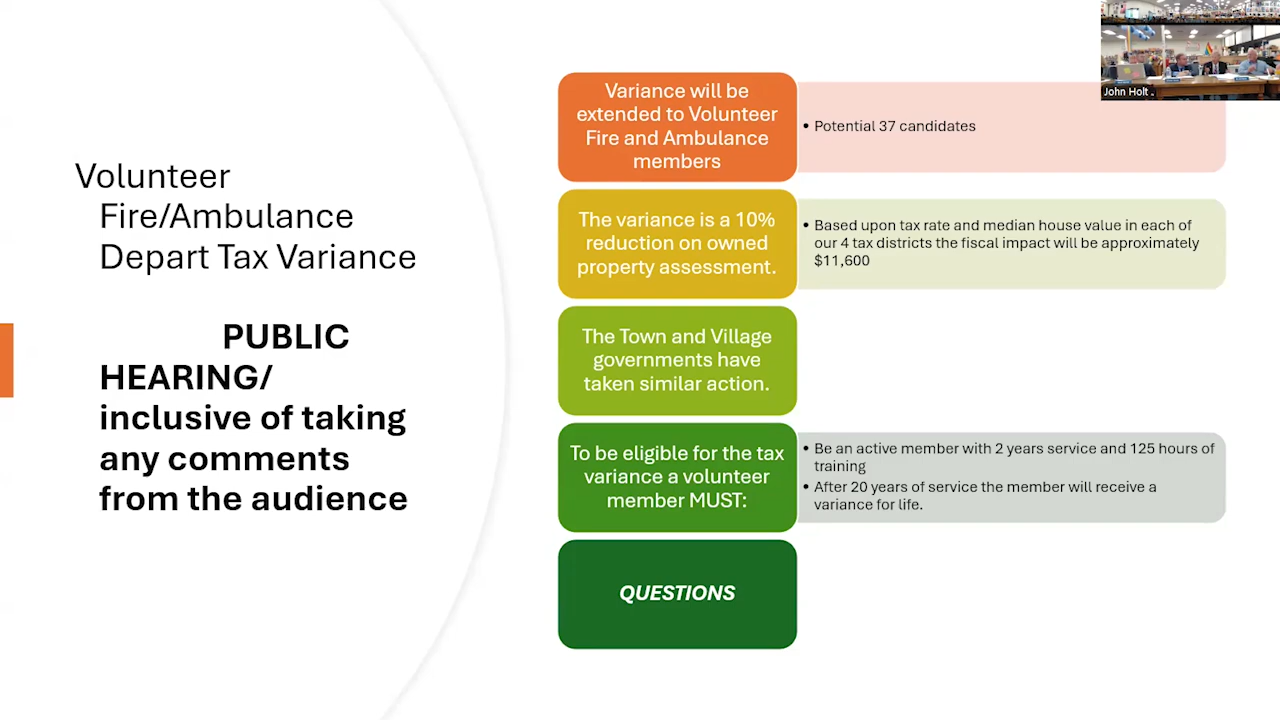 Volunteer
Fire/Ambulance
Depart Tax Variance
PUBLIC
HEARING/
inclusive of taking
any comments
from the audience
Variance will be
extended to Volunteer
Fire and Ambulance
members
• Potential 37 candidates
The variance is a 10%
reduction on owned
property assessment.
• Based upon tax rate and median house value in each of
our 4 tax districts the fiscal impact will be approximately
$11,600
The Town and Village
governments have
taken similar action.
To be eligible for the tax
variance a volunteer
member MUST:
• Be an active member with 2 years service and 125 hours of
training
• After 20 years of service the member will receive a
variance for life.
QUESTIONS
John Holt